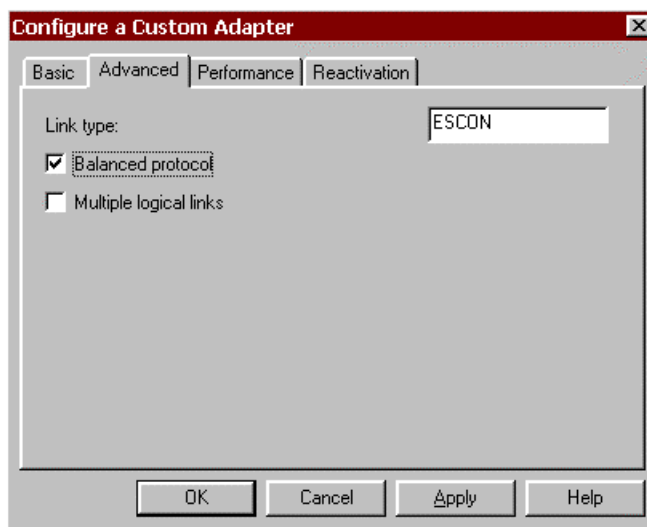 Configure a Custom Adapter
Basic Advanced Performance Reactivation
Link type: ESCON
Balanced protocol
Multiple logical links
OK Cancel Apply Help